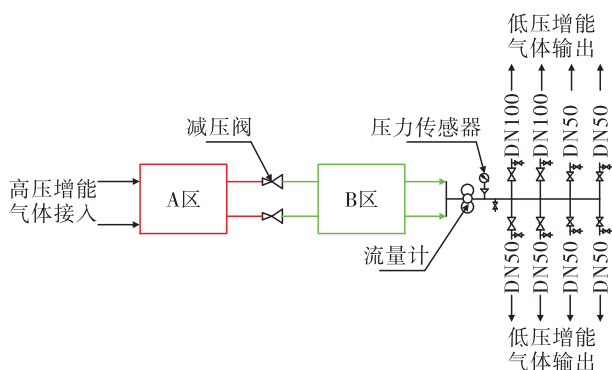 低压增能
气体输出
DN100
DN100
DN50
DN50
减压阀
压力传感器
高压增能
气体接入
A区
B区
流量计
DN50
DN50
DN50
DN50
低压增能
气体输出